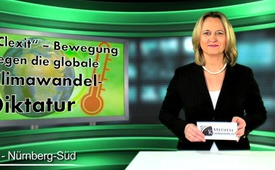 „Clexit“ – Bewegung
gegen die globale
Klimawandel-
Diktatur
- Nürnberg-Süd